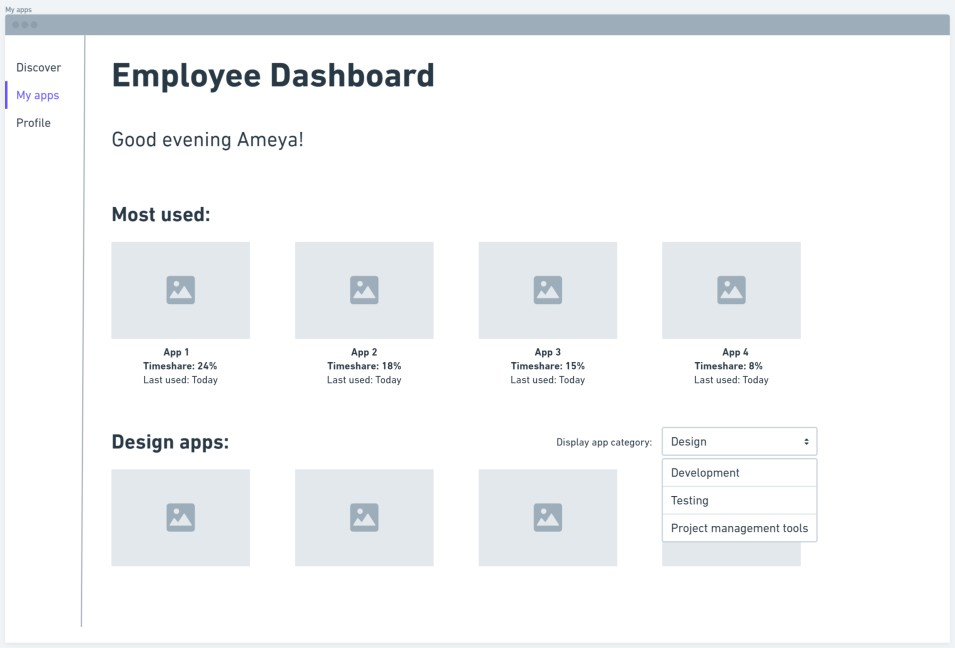 My apps
Discover
My apps
Profile
Employee Dashboard
Good evening Ameya!
Most used:
App 1
Timeshare: 24%
Last used: Today
App 2
Timeshare: 18%
Last used: Today
App 3
Timeshare: 15%
Last used: Today
App 4
Timeshare: 8%
Last used: Today
Design apps:
Display app category:
Design
Development
Testing
Project management tools